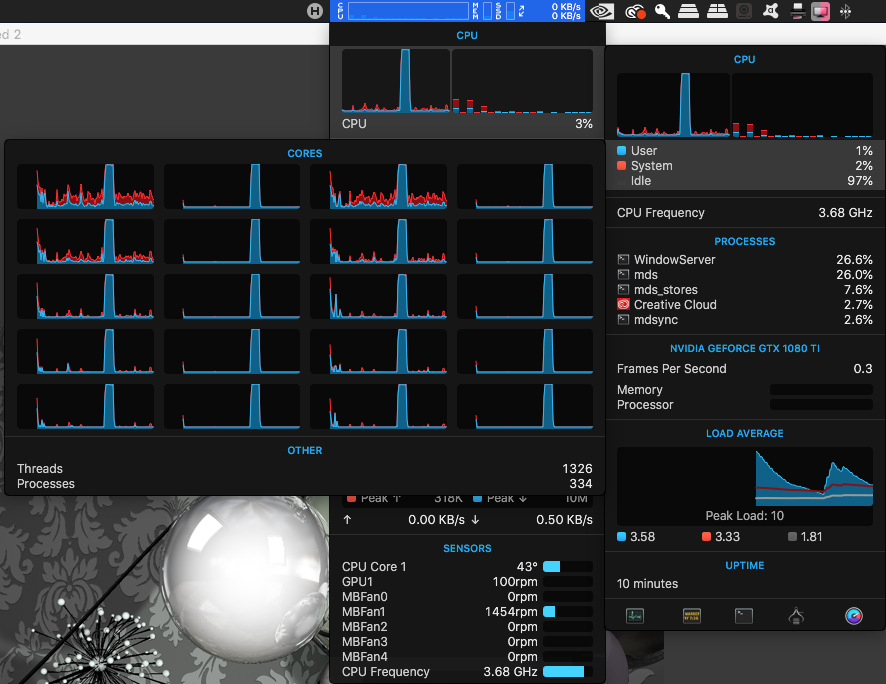 H
CPU
MEM
SSD
0 KB/s
0 KB/s
ed 2
CPU
CPU 3%
CORES
OTHER
Threads 1326
Processes 334
Peak ↑ 318K Peak ↓ 10M
↑ 0.00 KB/s ↓ 0.50 KB/s
SENSORS
CPU Core 1 43°
GPU1 100rpm
MBFan0 0rpm
MBFan1 1454rpm
MBFan2 0rpm
MBFan3 0rpm
MBFan4 0rpm
CPU Frequency 3.68 GHz
CPU
User 1%
System 2%
Idle 97%
CPU Frequency 3.68 GHz
PROCESSES
WindowServer 26.6%
mds 26.0%
mds_stores 7.6%
Creative Cloud 2.7%
mdsync 2.6%
NVIDIA GEFORCE GTX 1080 TI
Frames Per Second 0.3
Memory
Processor
LOAD AVERAGE
Peak Load: 10
3.58 3.33 1.81
UPTIME
10 minutes